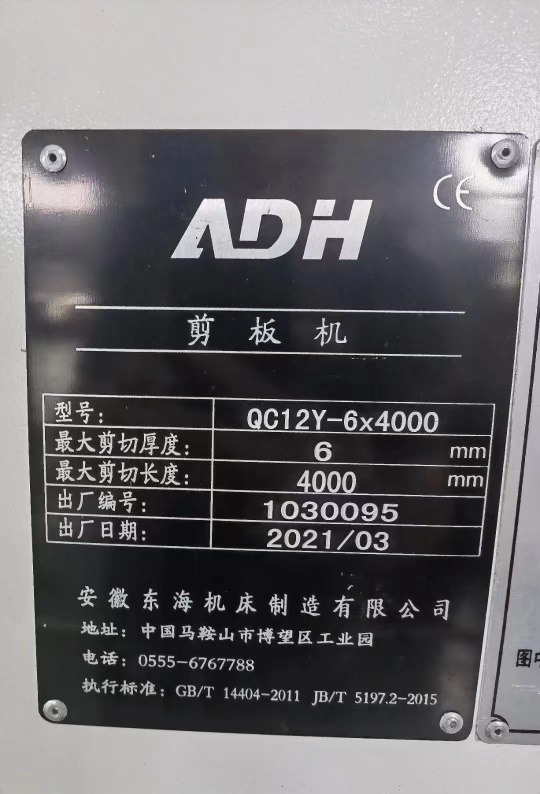 CE
ADH
剪板机
型号: QC12Y-6x4000
最大剪切厚度: 6 mm
最大剪切长度: 4000 mm
出厂编号: 1030095
出厂日期: 2021/03
安徽东海机床制造有限公司
地址: 中国马鞍山市博望区工业园
电话: 0555-6767788
执行标准: GB/T 14404-2011 JB/T 5197.2-2015
图